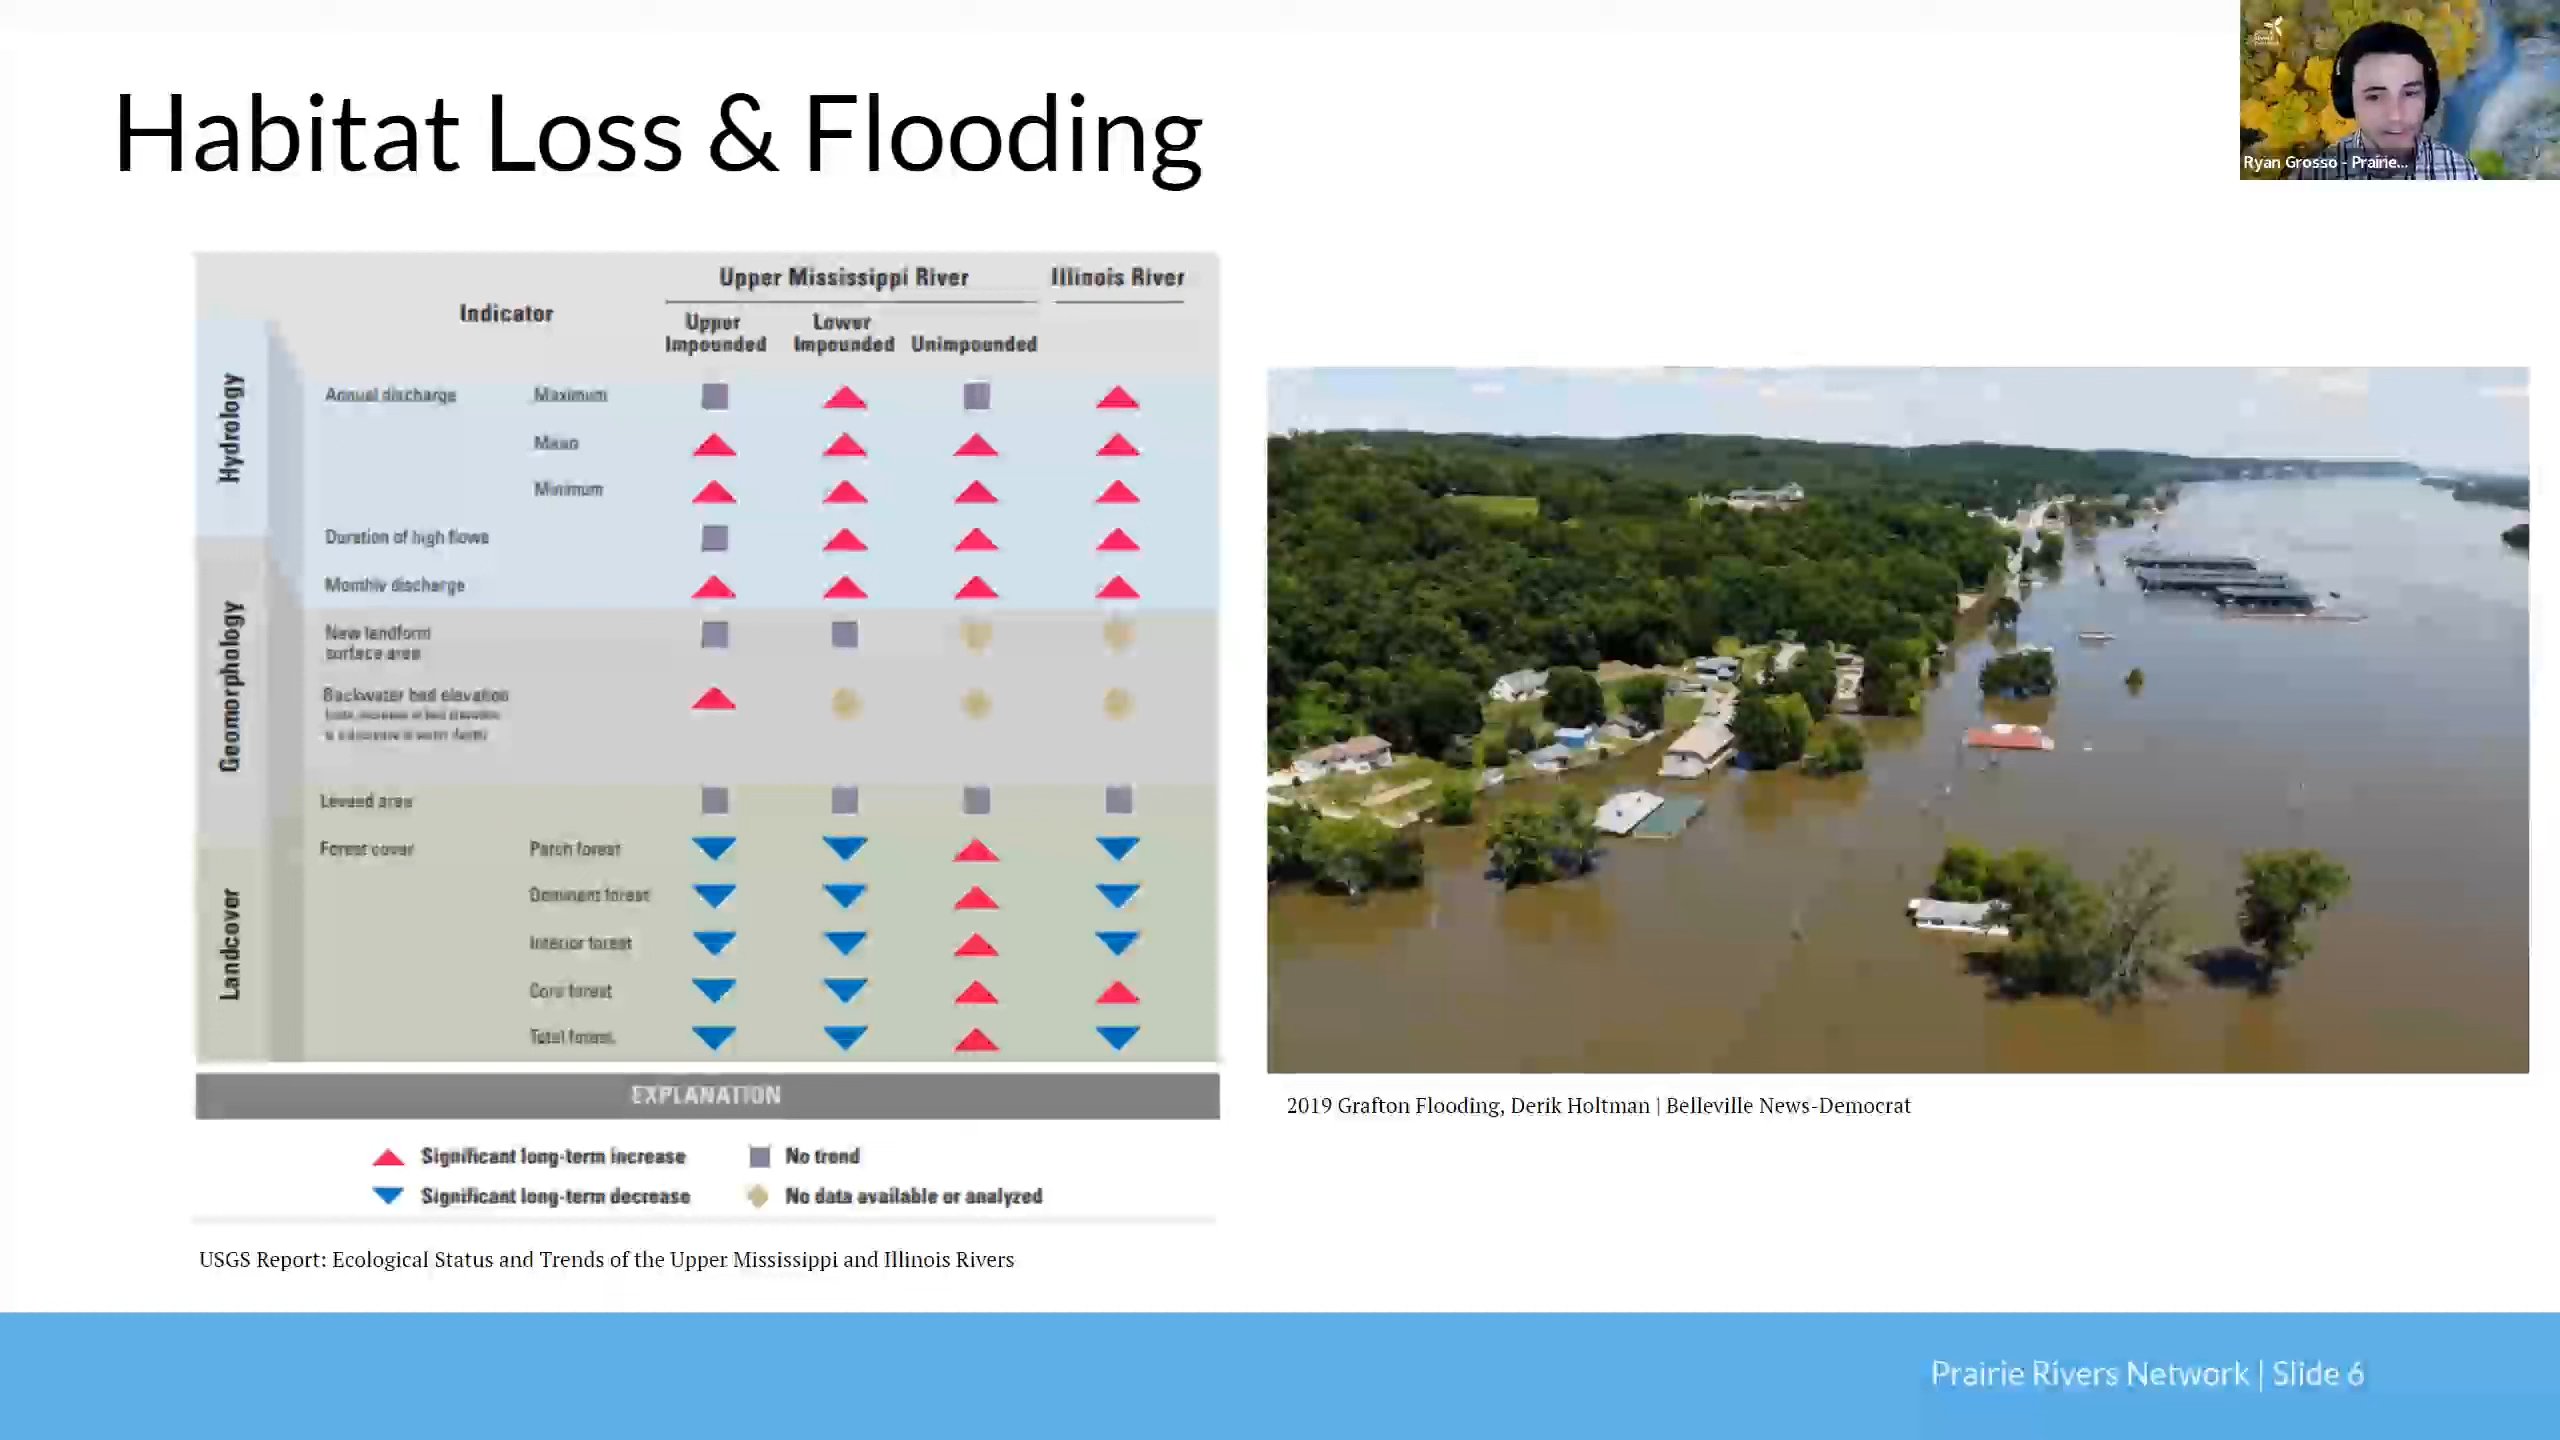 Habitat Loss & Flooding
Ryan Grosso - Prairie...
Upper Mississippi River
Illinois River
Indicator
Upper Impounded
Lower Impounded
Unimpounded
Hydrology
Annual discharge
Maximum
Mean
Minimum
Duration of high flows
Monthly discharge
Geomorphology
New landform
surface area
Backwater bed elevation
Leveed area
Landcover
Forest cover
Patch forest
Dominant forest
Interior forest
Core forest
Total forest
EXPLANATION
Significant long-term increase
No trend
Significant long-term decrease
No data available or analyzed
USGS Report: Ecological Status and Trends of the Upper Mississippi and Illinois Rivers
2019 Grafton Flooding, Derik Holtman | Belleville News-Democrat
Prairie Rivers Network | Slide 6